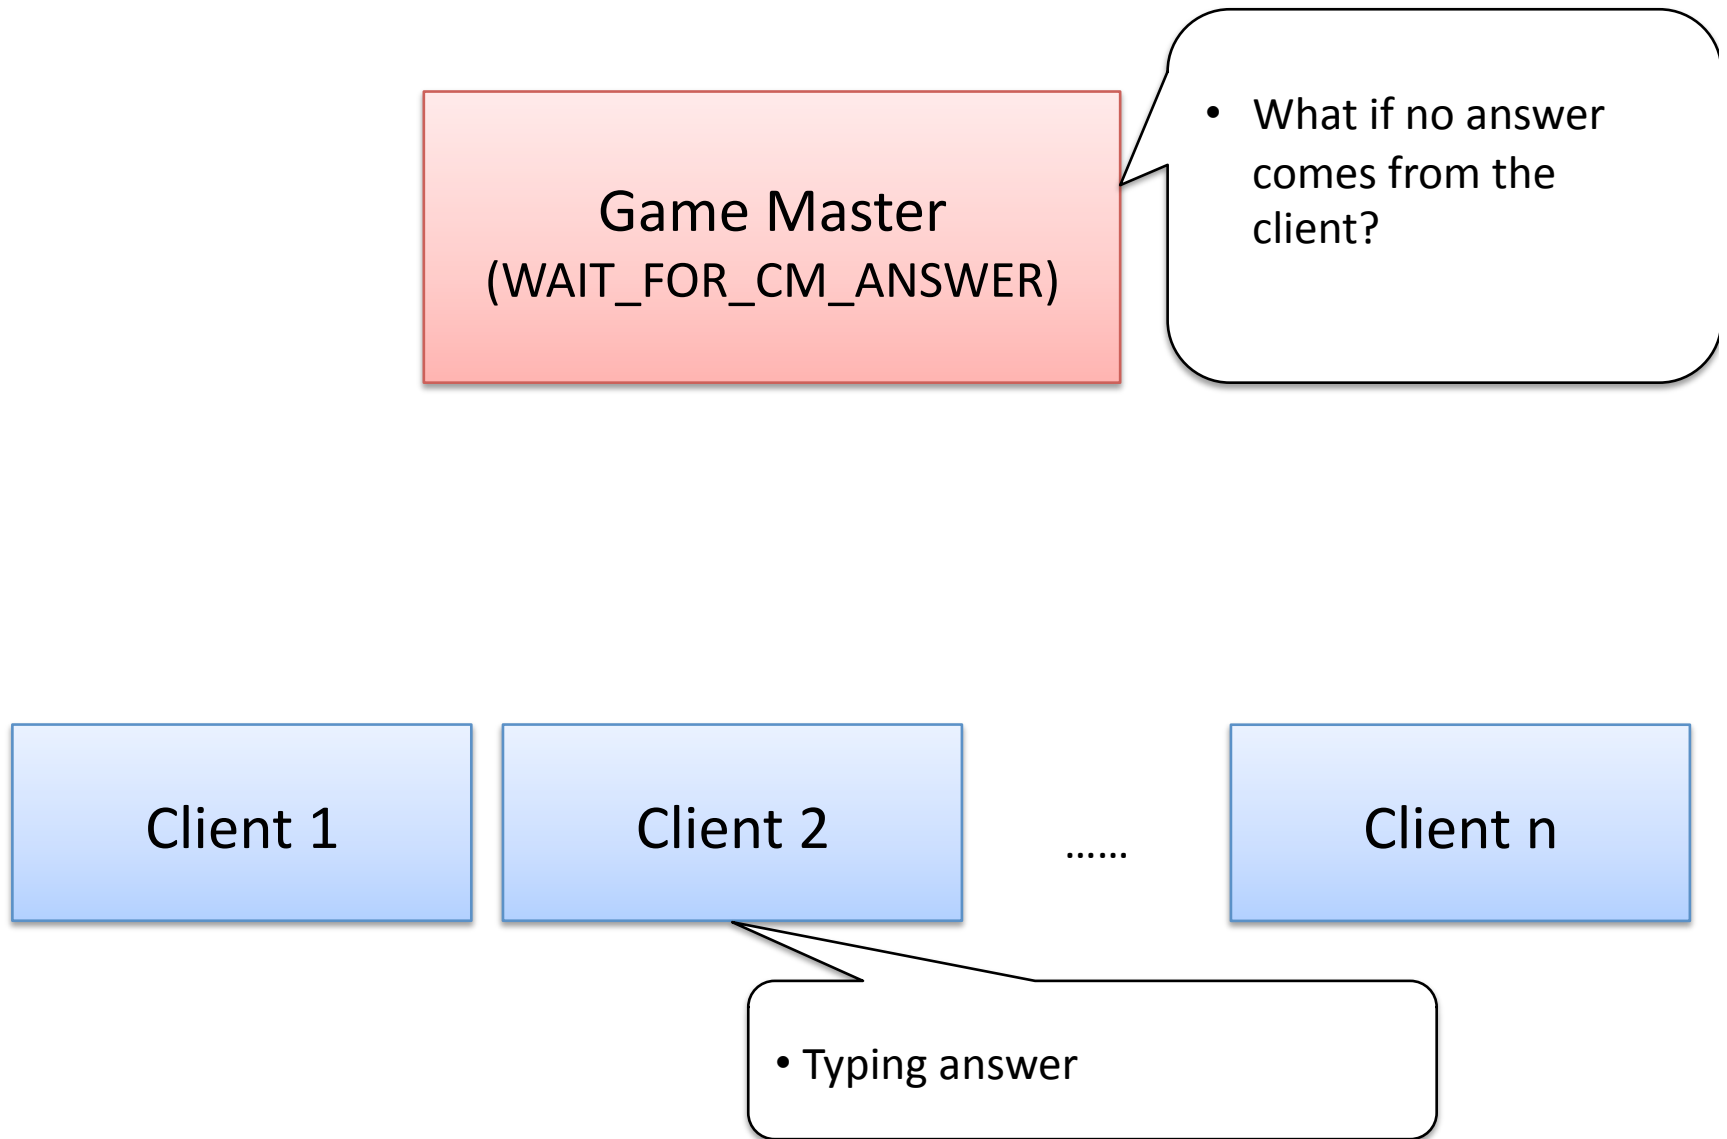 Game Master
(WAIT_FOR_CM_ANSWER)
• What if no answer
comes from the
client?
Client 1
Client 2
......
Client n
• Typing answer